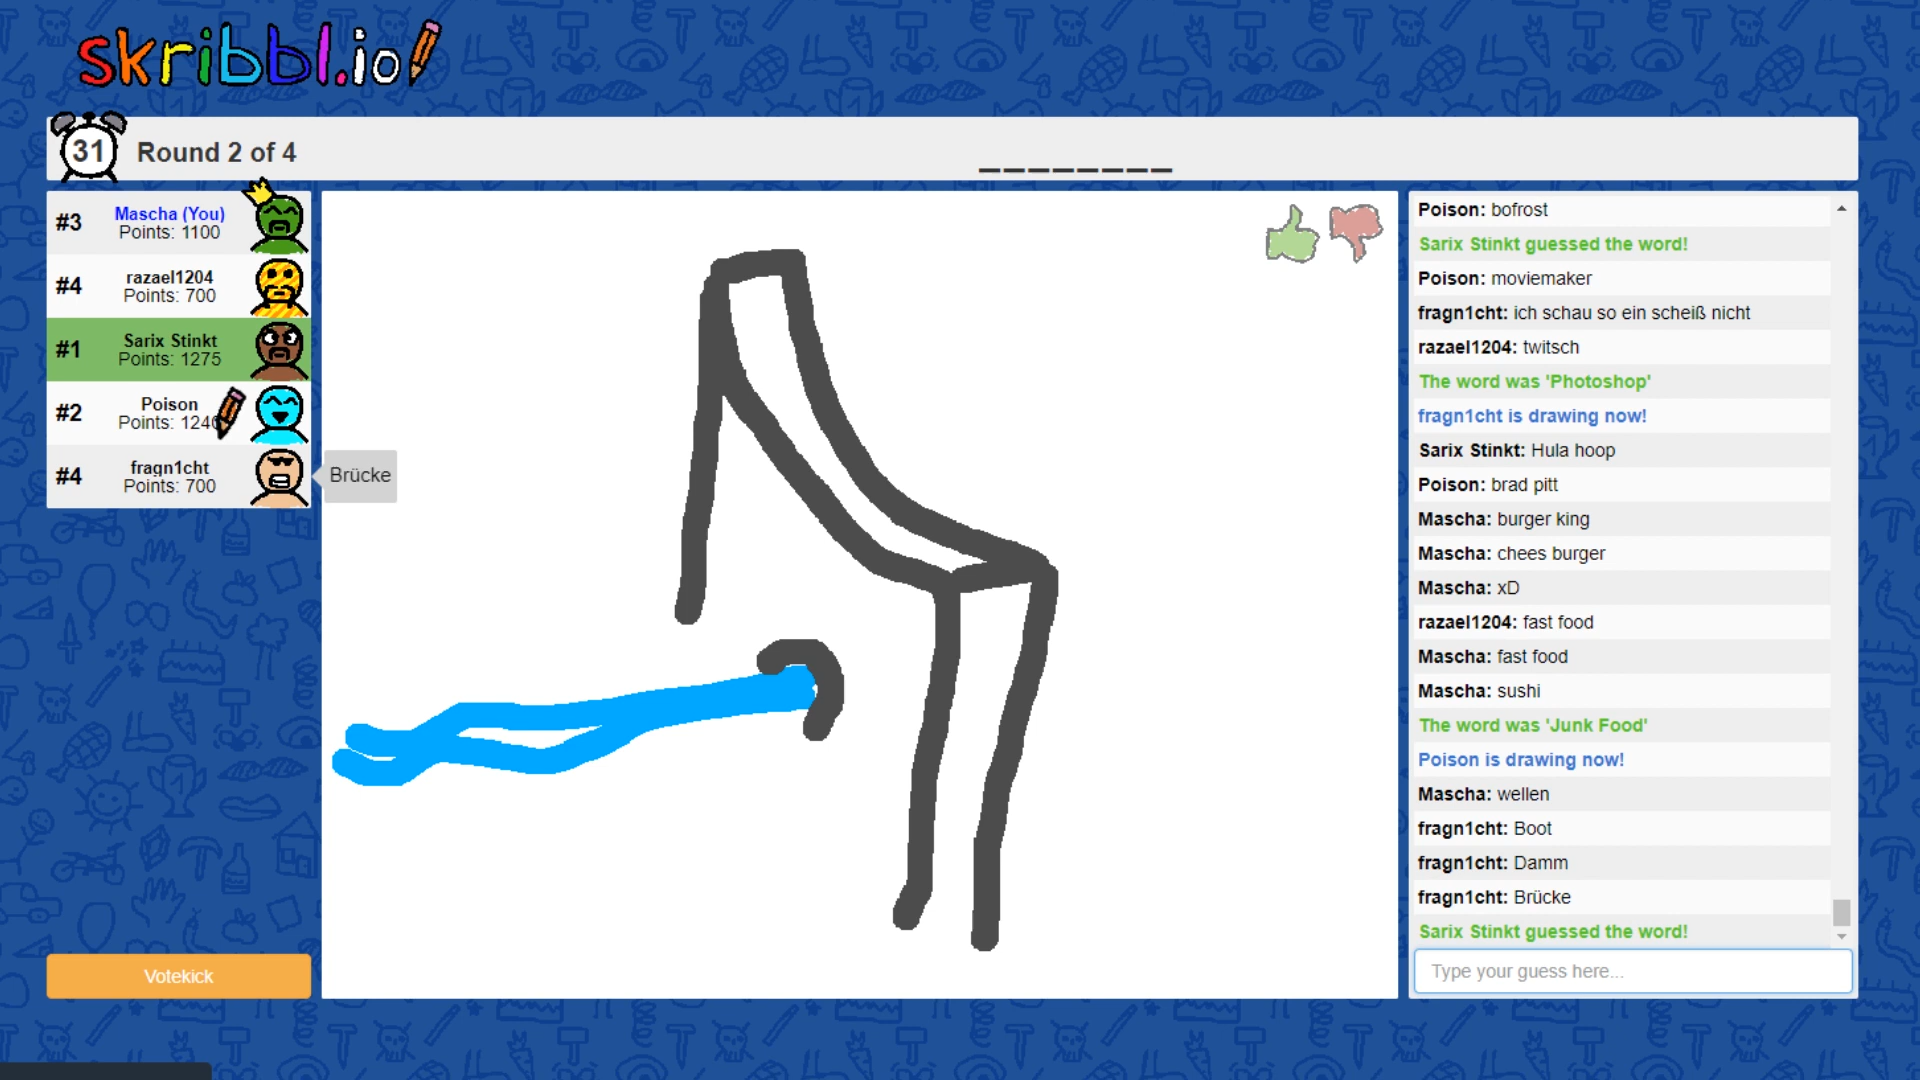 skribbl.io
31
Round 2 of 4
________
#3
Mascha (You)
Points: 1100
#4
razael1204
Points: 700
#1
Sarix Stinkt
Points: 1275
#2
Poison
Points: 1240
#4
fragn1cht
Points: 700
Brücke
Votekick
Poison: bofrost
Sarix Stinkt guessed the word!
Poison: moviemaker
fragn1cht: ich schau so ein scheiß nicht
razael1204: twitsch
The word was 'Photoshop'
fragn1cht is drawing now!
Sarix Stinkt: Hula hoop
Poison: brad pitt
Mascha: burger king
Mascha: chees burger
Mascha: xD
razael1204: fast food
Mascha: fast food
Mascha: sushi
The word was 'Junk Food'
Poison is drawing now!
Mascha: wellen
fragn1cht: Boot
fragn1cht: Damm
fragn1cht: Brücke
Sarix Stinkt guessed the word!
Type your guess here...